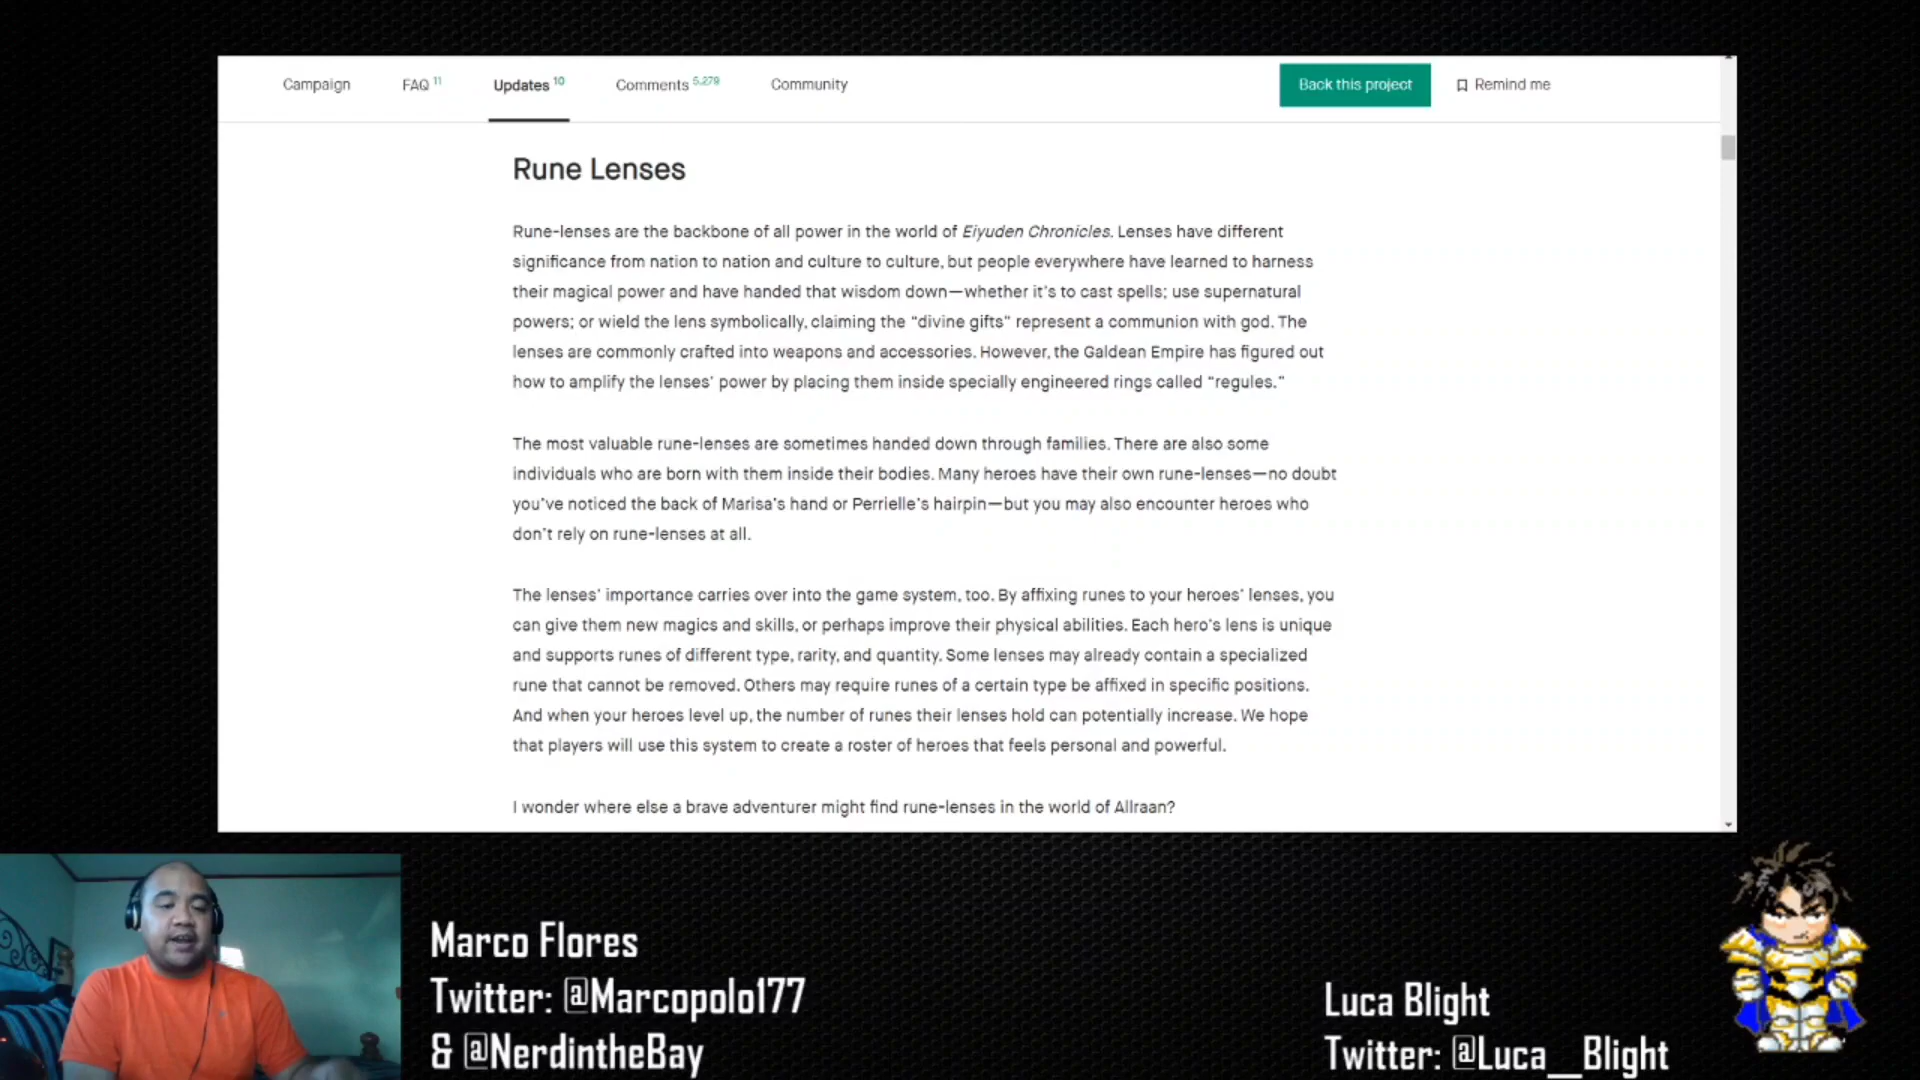 Campaign FAQ 11 Updates 10 Comments 5,279 Community Back this project Remind me
Rune Lenses
Rune-lenses are the backbone of all power in the world of Eiyuden Chronicles. Lenses have different
significance from nation to nation and culture to culture, but people everywhere have learned to harness
their magical power and have handed that wisdom down—whether it's to cast spells; use supernatural
powers; or wield the lens symbolically, claiming the “divine gifts” represent a communion with god. The
lenses are commonly crafted into weapons and accessories. However, the Galdean Empire has figured out
how to amplify the lenses' power by placing them inside specially engineered rings called “regules.”
The most valuable rune-lenses are sometimes handed down through families. There are also some
individuals who are born with them inside their bodies. Many heroes have their own rune-lenses—no doubt
you've noticed the back of Marisa's hand or Perrielle's hairpin—but you may also encounter heroes who
don't rely on rune-lenses at all.
The lenses' importance carries over into the game system, too. By affixing runes to your heroes' lenses, you
can give them new magics and skills, or perhaps improve their physical abilities. Each hero's lens is unique
and supports runes of different type, rarity, and quantity. Some lenses may already contain a specialized
rune that cannot be removed. Others may require runes of a certain type be affixed in specific positions.
And when your heroes level up, the number of runes their lenses hold can potentially increase. We hope
that players will use this system to create a roster of heroes that feels personal and powerful.
I wonder where else a brave adventurer might find rune-lenses in the world of Allraan?
Marco Flores
Twitter: @Marcopolo177
& @NerdintheBay
Luca Blight
Twitter: @Luca__Blight